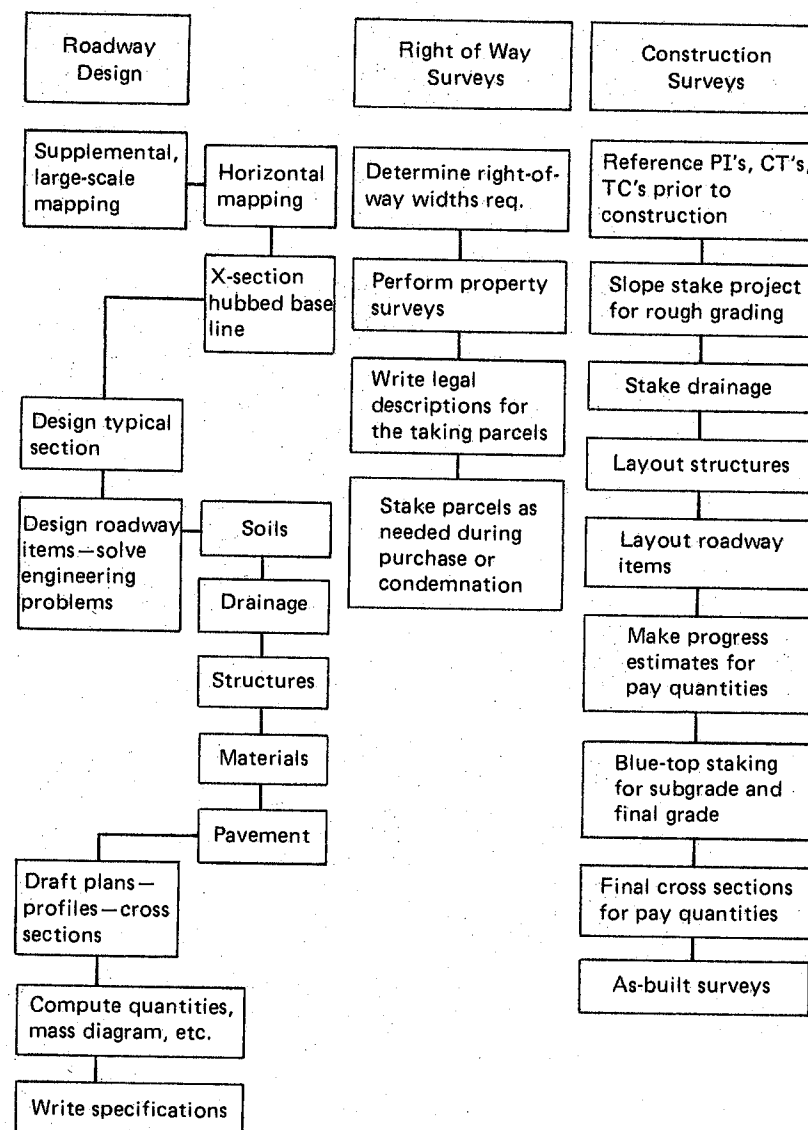 Roadway
Design
Right of Way
Surveys
Construction
Surveys
Supplemental,
large-scale
mapping
Horizontal
mapping
X-section
hubbed base
line
Design typical
section
Design roadway
items—solve
engineering
problems
Soils
Drainage
Structures
Materials
Pavement
Draft plans—
profiles—cross
sections
Compute quantities,
mass diagram, etc.
Write specifications
Determine right-of-
way widths req.
Perform property
surveys
Write legal
descriptions for
the taking parcels
Stake parcels as
needed during
purchase or
condemnation
Reference PI's, CT's,
TC's prior to
construction
Slope stake project
for rough grading
Stake drainage
Layout structures
Layout roadway
items
Make progress
estimates for
pay quantities
Blue-top staking
for subgrade and
final grade
Final cross sections
for pay quantities
As-built surveys